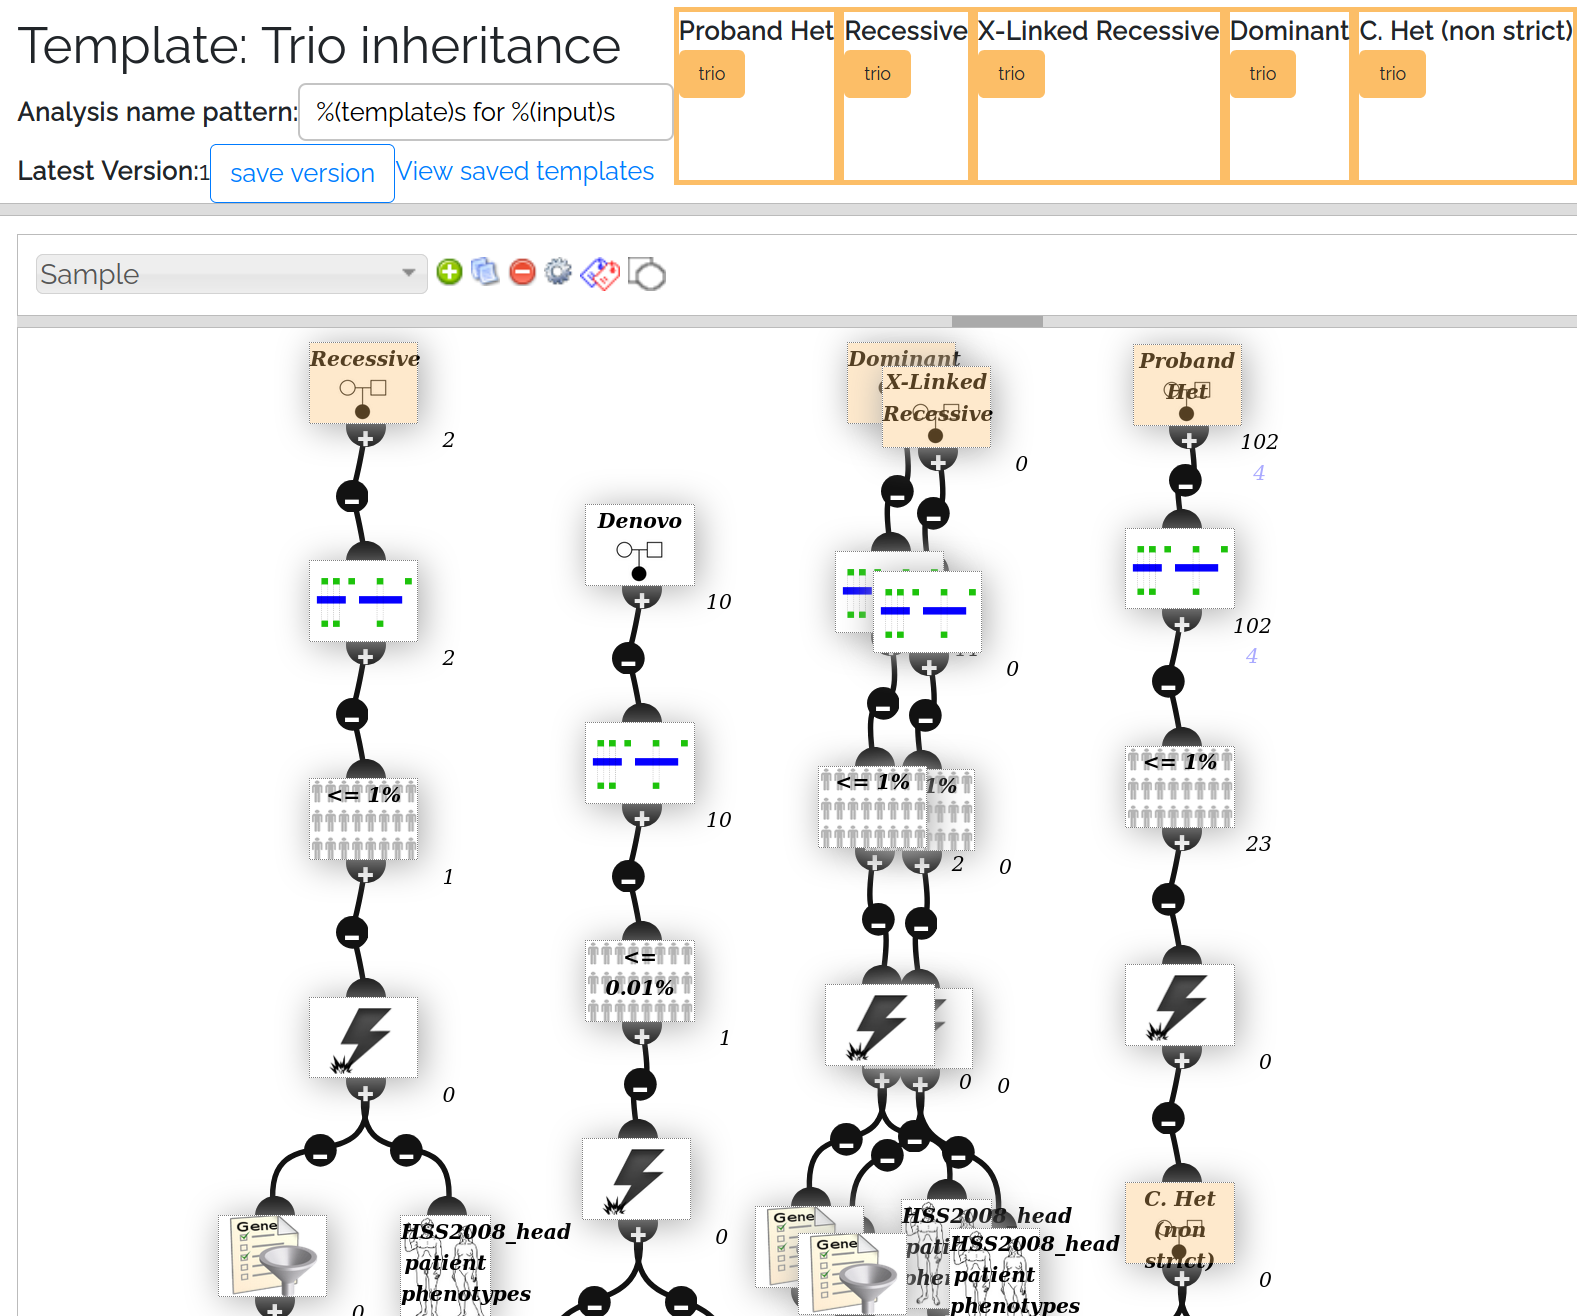 Template: Trio inheritance
Analysis name pattern: %(template)s for %(input)s
Latest Version:1 save version View saved templates
Proband Het Recessive X-Linked Recessive Dominant C. Het (non strict)
trio trio trio trio trio
Sample
Recessive
2
2
<= 1%
1
0
Gene
0
HSS2008_head
patient
phenotypes
Denovo
10
10
<=
0.01%
1
0
Dominant
X-Linked
Recessive
0
0
<= 1%
1%
2
0
0
0
Gene
Gene
HSS2008_head
HSS2008_head
patient
phenotypes
Proband
Het
102
4
102
4
<= 1%
23
0
C. Het
(non
strict)
0